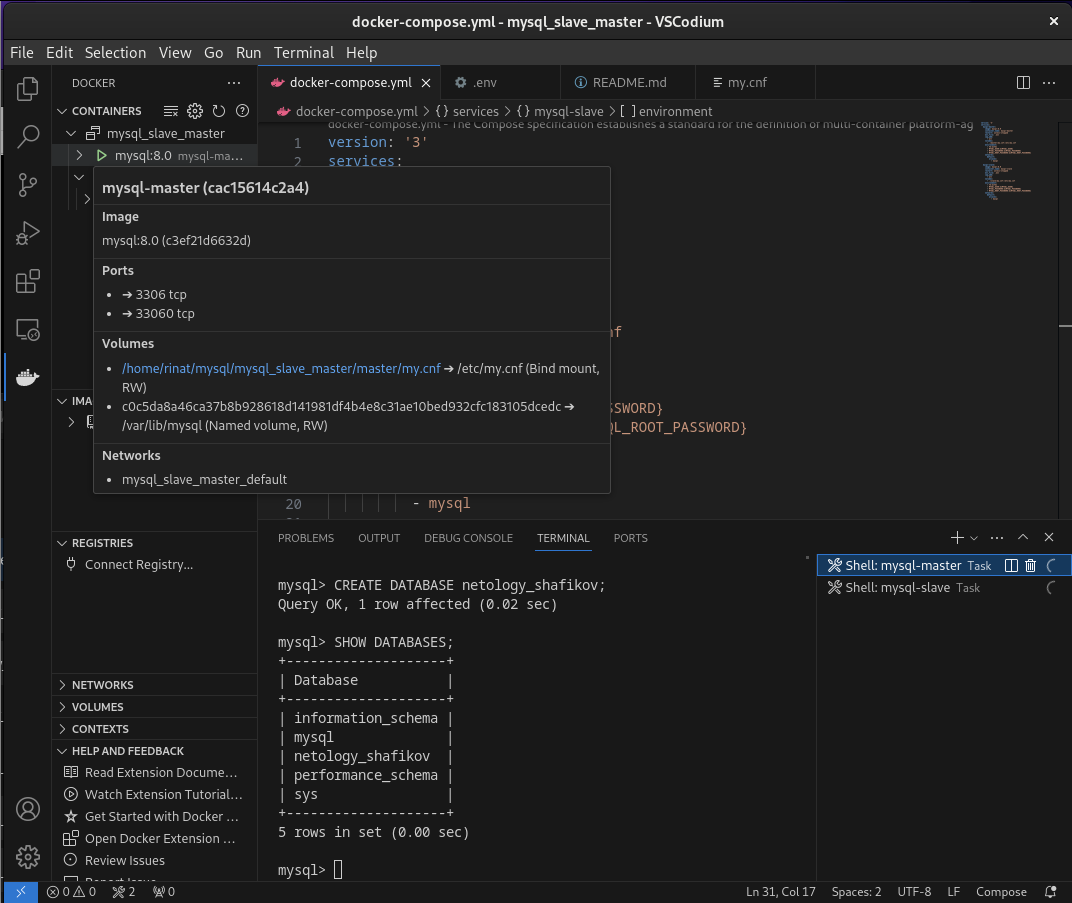 docker-compose.yml - mysql_slave_master - VSCodium
File Edit Selection View Go Run Terminal Help
DOCKER
docker-compose.yml
.env
README.md
my.cnf
CONTAINERS
docker-compose.yml > {} services > {} mysql-slave > [ ] environment
mysql_slave_master
docker-compose.yml - The Compose specification establishes a standard for the definition of multi-container platform-ag
mysql:8.0 mysql-ma...
1 version: '3'
2 services:
mysql-master (cac15614c2a4)
Image
mysql:8.0 (c3ef21d6632d)
Ports
• → 3306 tcp
• → 33060 tcp
Volumes
• /home/rinat/mysql/mysql_slave_master/master/my.cnf → /etc/my.cnf (Bind mount,
RW)
• c0c5da8a46ca37b8b928618d141981df4b4e8c31ae10bed932cfc183105dcedc →
/var/lib/mysql (Named volume, RW)
Networks
• mysql_slave_master_default
nf
SWORD}
QL_ROOT_PASSWORD}
IMA
20 - mysql
REGISTRIES
Connect Registry...
NETWORKS
VOLUMES
CONTEXTS
HELP AND FEEDBACK
Read Extension Docume...
Watch Extension Tutorial...
Get Started with Docker ...
Open Docker Extension ...
Review Issues
Report Issue
PROBLEMS OUTPUT DEBUG CONSOLE TERMINAL PORTS
mysql> CREATE DATABASE netology_shafikov;
Query OK, 1 row affected (0.02 sec)
mysql> SHOW DATABASES;
+--------------------+
| Database           |
+--------------------+
| information_schema |
| mysql              |
| netology_shafikov  |
| performance_schema |
| sys                |
+--------------------+
5 rows in set (0.00 sec)
mysql>
Shell: mysql-master Task
Shell: mysql-slave Task
0 0 2 0
Ln 31, Col 17 Spaces: 2 UTF-8 LF Compose